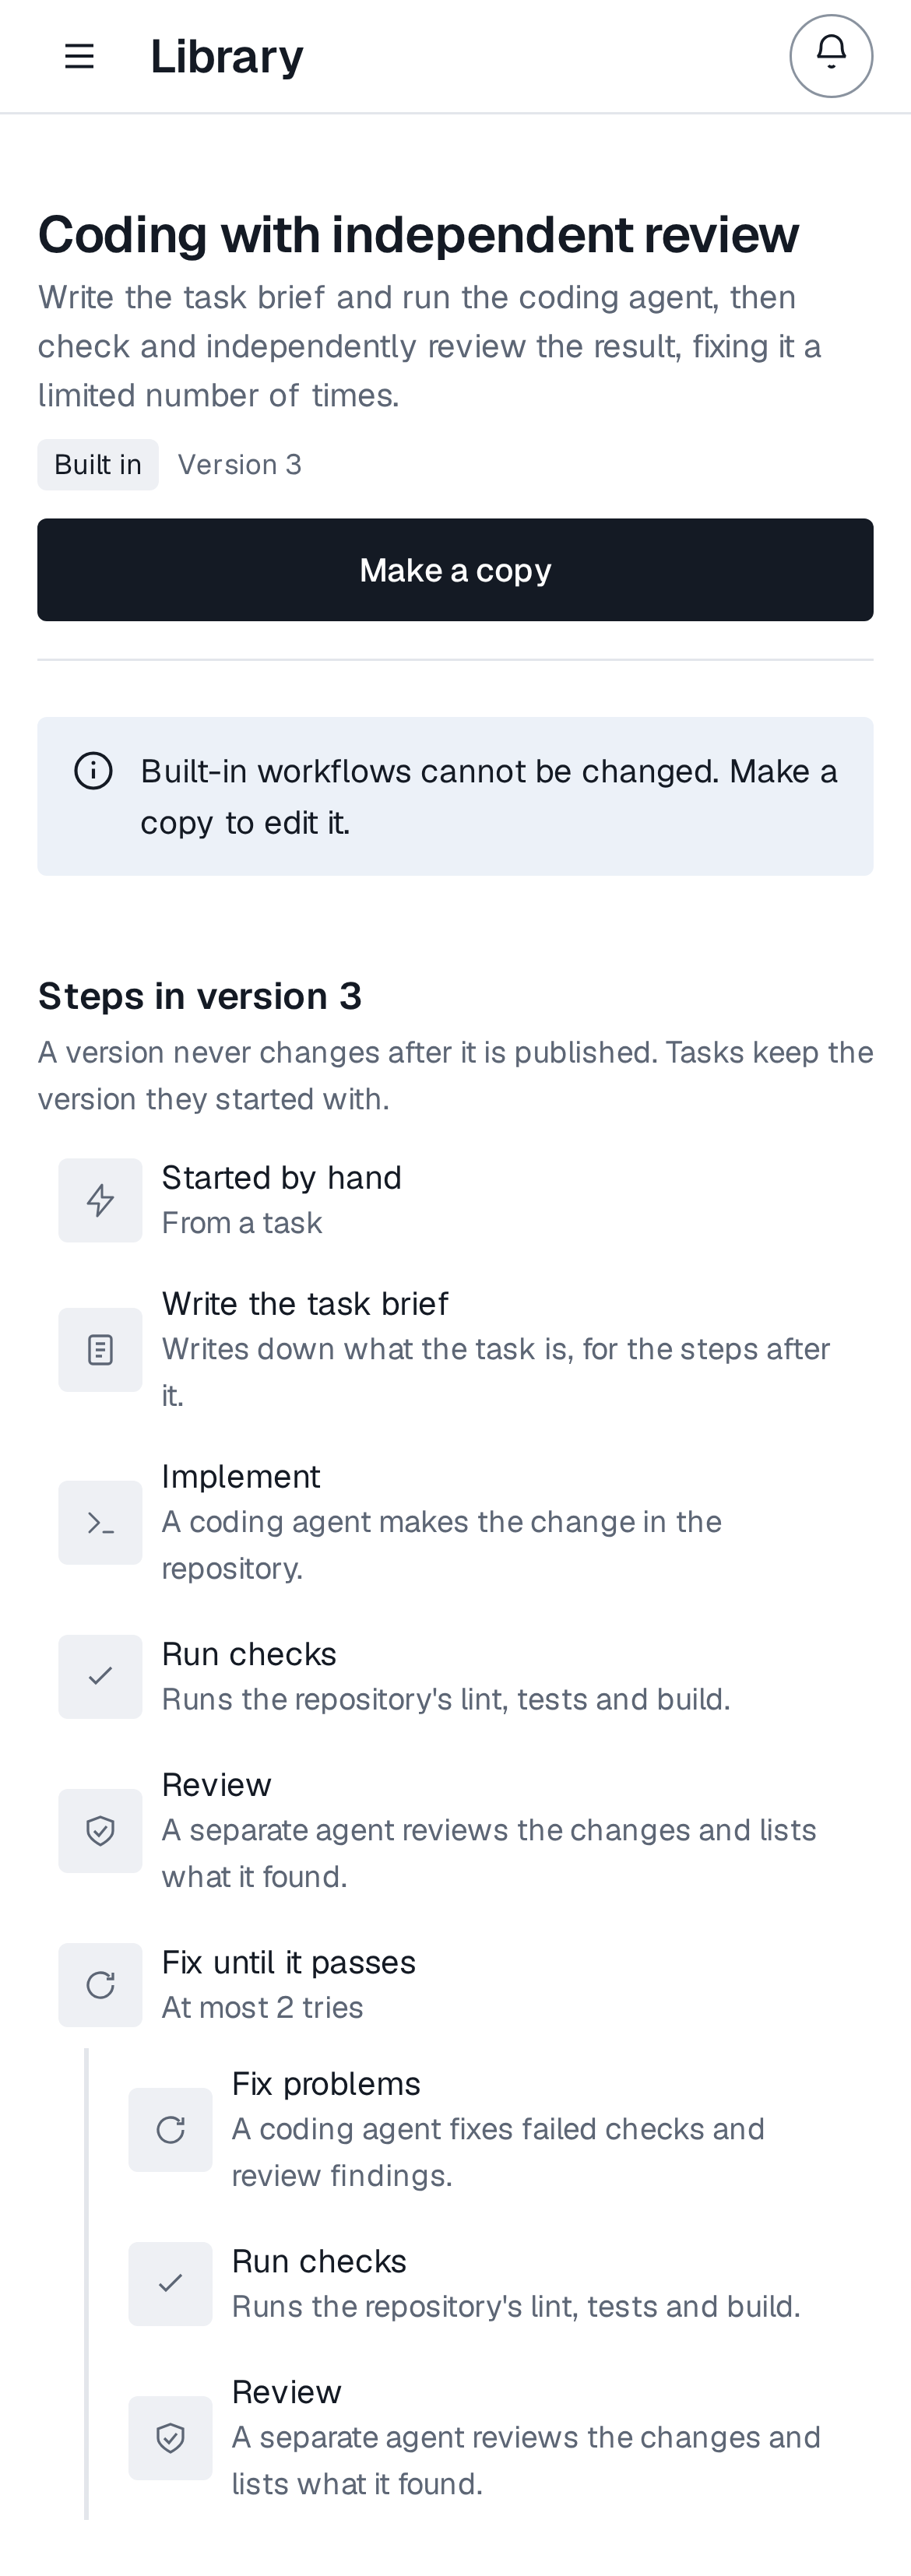 Library
Coding with independent review
Write the task brief and run the coding agent, then
check and independently review the result, fixing it a
limited number of times.
Built in Version 3
Make a copy
Built-in workflows cannot be changed. Make a
copy to edit it.
Steps in version 3
A version never changes after it is published. Tasks keep the
version they started with.
Started by hand
From a task
Write the task brief
Writes down what the task is, for the steps after
it.
Implement
A coding agent makes the change in the
repository.
Run checks
Runs the repository's lint, tests and build.
Review
A separate agent reviews the changes and lists
what it found.
Fix until it passes
At most 2 tries
Fix problems
A coding agent fixes failed checks and
review findings.
Run checks
Runs the repository's lint, tests and build.
Review
A separate agent reviews the changes and
lists what it found.